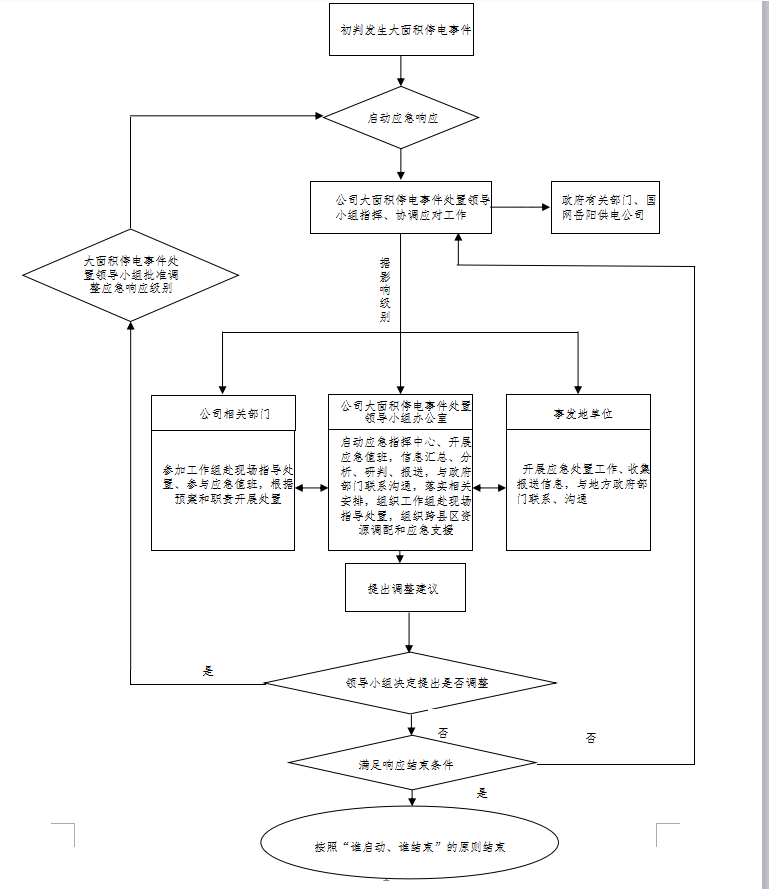 初判发生大面积停电事件
启动应急响应
公司大面积停电事件处置领导
小组指挥、协调应对工作
政府有关部门、国
网岳阳供电公司
大面积停电事件处
置领导小组批准调
整应急响应级别
据
影
响
级
别
公司相关部门
公司大面积停电事件处置
领导小组办公室
事发地单位
参加工作组赴现场指导处
置、参与应急值班，根据
预案和职责开展处置
启动应急指挥中心、开展
应急值班，信息汇总、分
析、研判、报送，与政府
部门联系沟通，落实相关
安排，组织工作组赴现场
指导处置，组织跨县区资
源调配和应急支援
开展应急处置工作、收集
报送信息，与地方政府部
门联系、沟通
提出调整建议
是
领导小组决定提出是否调整
否
否
满足响应结束条件
是
按照“谁启动、谁结束”的原则结束